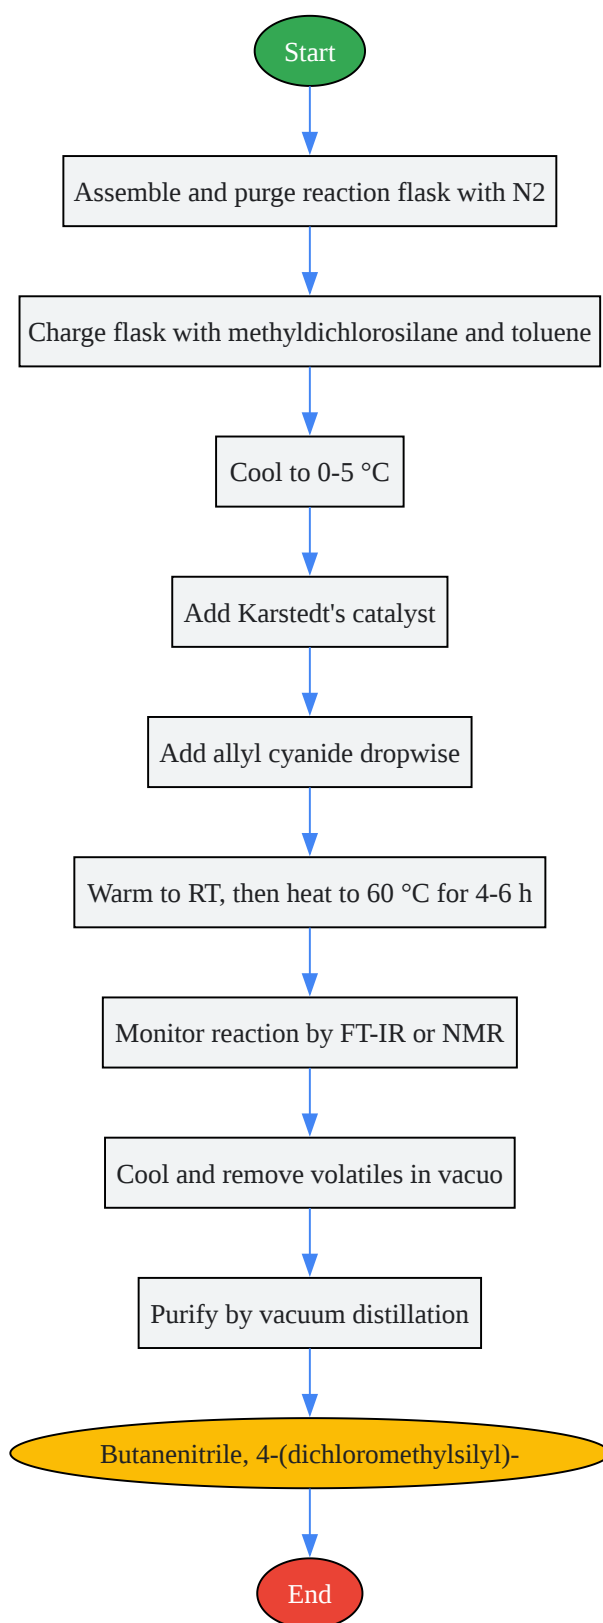 Start
Assemble and purge reaction flask with N2
Charge flask with methyldichlorosilane and toluene
Cool to 0-5 °C
Add Karstedt's catalyst
Add allyl cyanide dropwise
Warm to RT, then heat to 60 °C for 4-6 h
Monitor reaction by FT-IR or NMR
Cool and remove volatiles in vacuo
Purify by vacuum distillation
Butanenitrile, 4-(dichloromethylsilyl)-
End